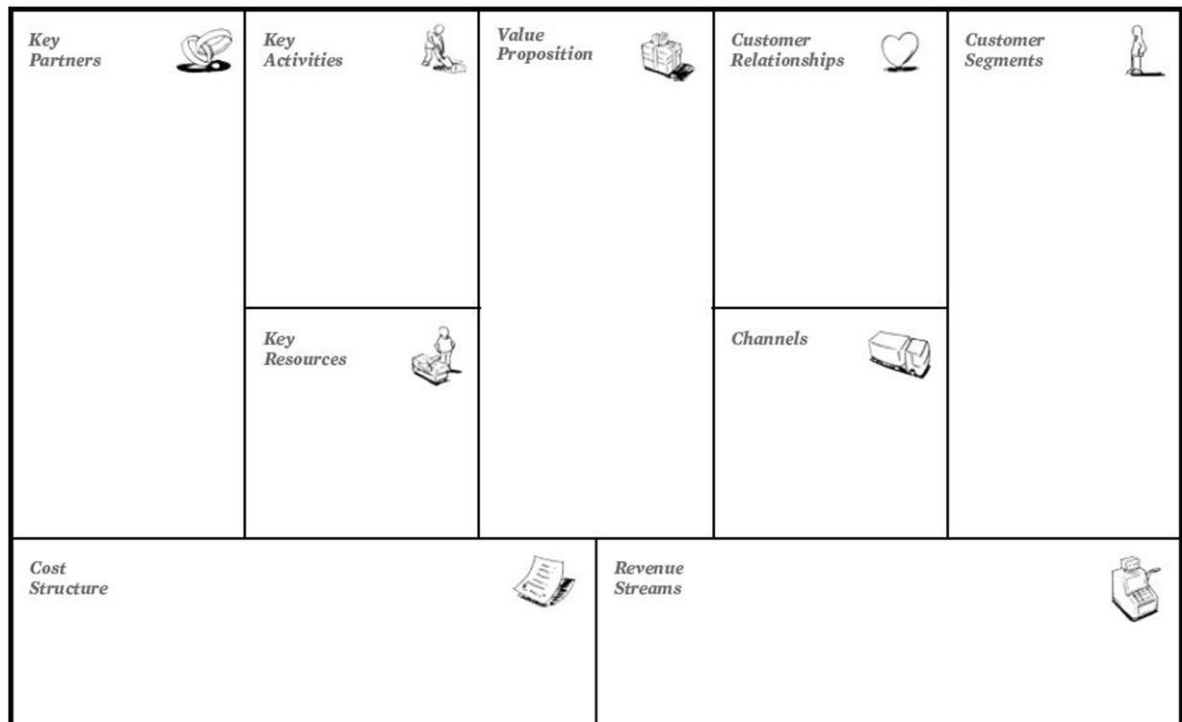 Key
Partners
Key
Activities
Value
Proposition
Customer
Relationships
Customer
Segments
Key
Resources
Channels
Cost
Structure
Revenue
Streams